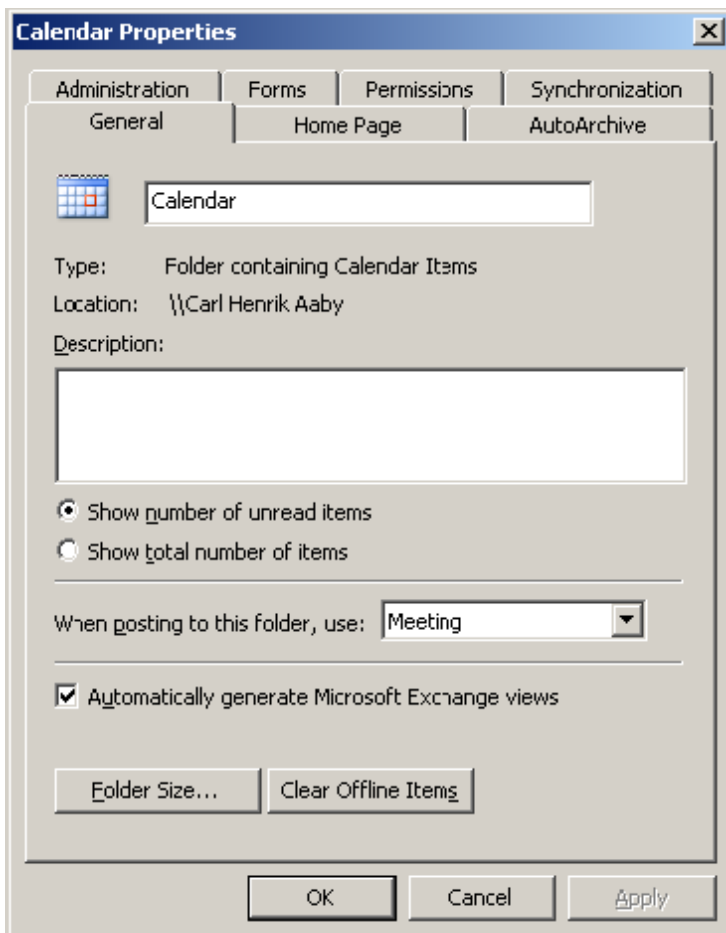 Calendar Properties
Administration Forms Permissions Synchronization
General Home Page AutoArchive
Calendar
Type: Folder containing Calendar Items
Location: \\Carl Henrik Aaby
Description:
Show number of unread items
Show total number of items
When posting to this folder, use: Meeting
Automatically generate Microsoft Exchange views
Folder Size... Clear Offline Items
OK Cancel Apply